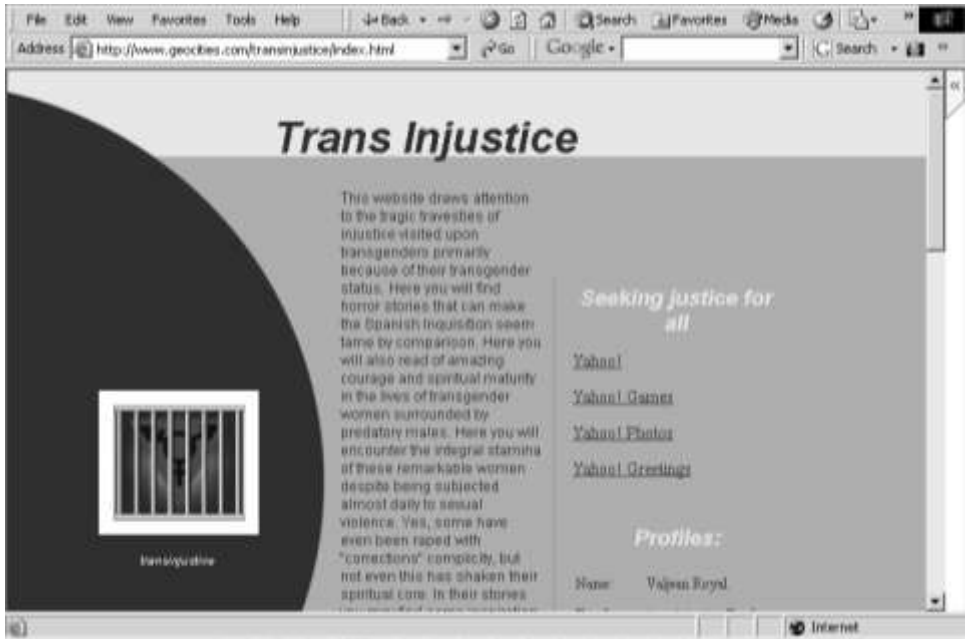 File Edit View Favorites Tools Help Back Search Favorites Media
Address http://www.geocities.com/transinjustice/index.html Go Google Search
Trans Injustice
This website draws attention
to the tragic travesties of
injustice visited upon
transgenders primarily
because of their transgender
status. Here you will find
horror stories that can make
the Spanish Inquisition seem
tame by comparison. Here you
will also read of amazing
courage and spiritual maturity
in the lives of transgender
women surrounded by
predatory males. Here you will
encounter the integral stamina
of these remarkable women
despite being subjected
almost daily to sexual
violence. Yes, some have
even been raped with
"corrections" complicity, but
not even this has shaken their
spiritual core. In their stories
Seeking justice for
all
Yahoo!
Yahoo! Games
Yahoo! Photos
Yahoo! Greetings
Profiles:
Name: Valjean Royal
transinjustice
Internet